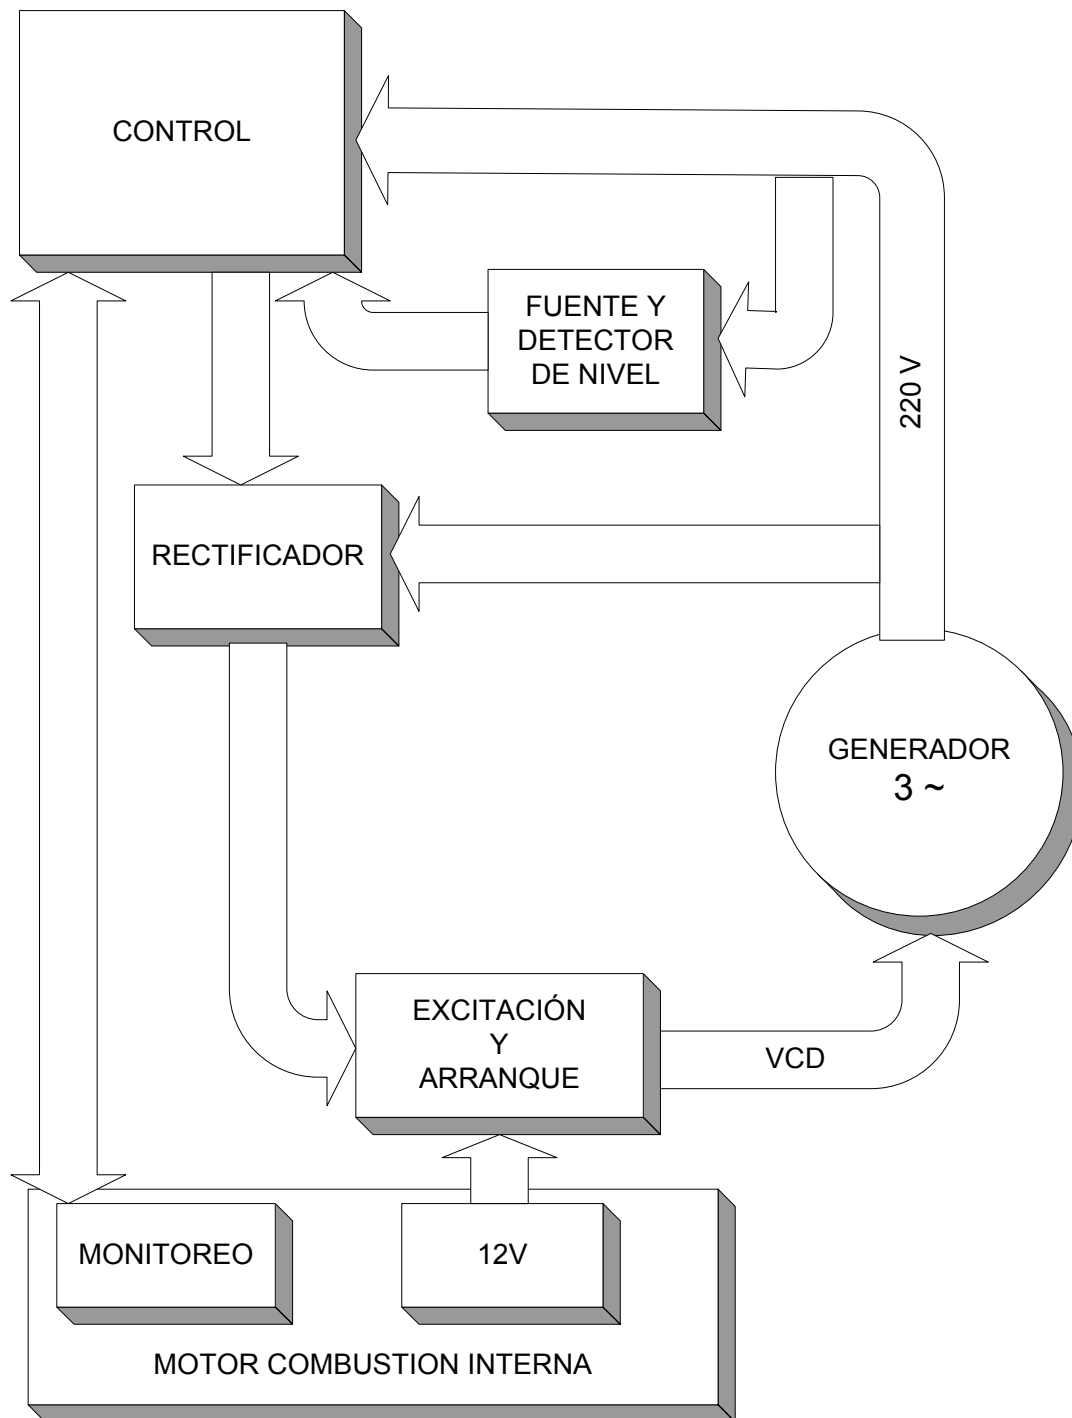 CONTROL
FUENTE Y
DETECTOR
DE NIVEL
220 V
RECTIFICADOR
GENERADOR
3 ~
EXCITACIÓN
Y
ARRANQUE
VCD
MONITOREO
12V
MOTOR COMBUSTION INTERNA